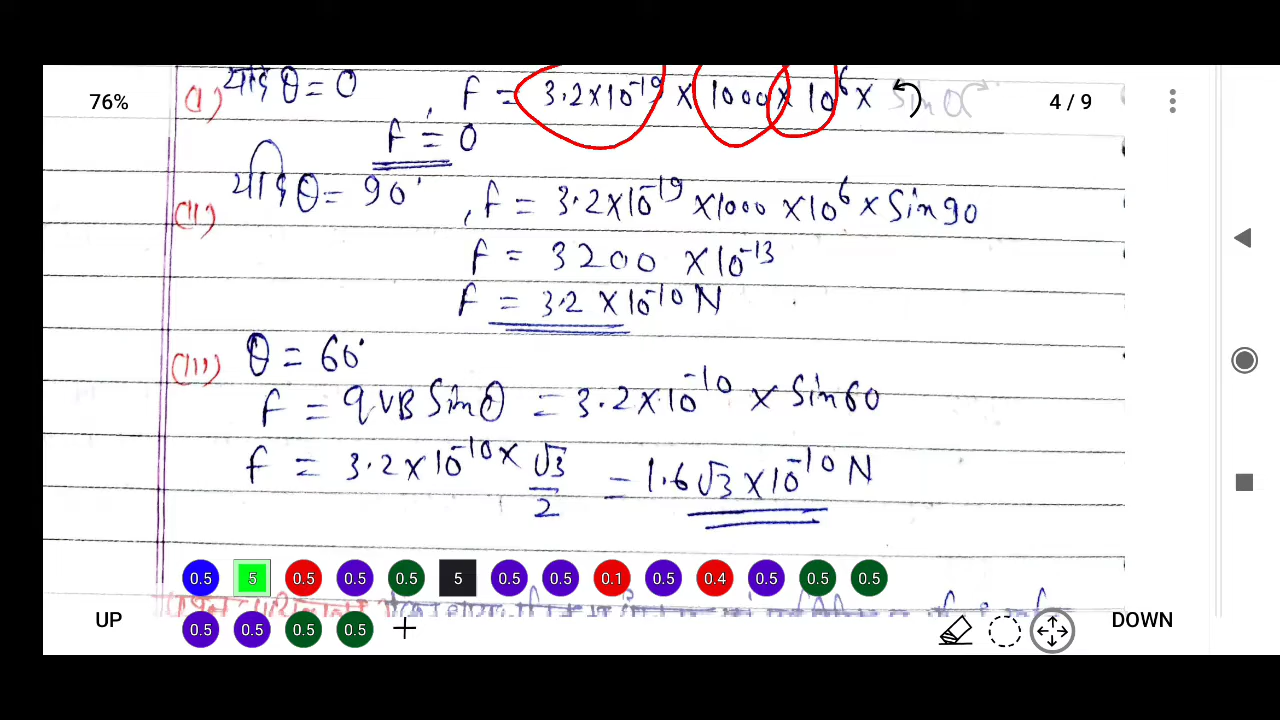 76%
(I) यदि θ = 0 , F = 3.2×10⁻¹⁹ × 1000 × 10⁶ × Sin 0
4 / 9
F = 0
(II) यदि θ = 90° , F = 3.2×10⁻¹⁹ ×1000 ×10⁶ × Sin 90
F = 3200 ×10⁻¹³
F = 3.2 × 10⁻¹⁰ N
(III) θ = 60°
F = qVB Sinθ = 3.2×10⁻¹⁰ × Sin60
F = 3.2×10⁻¹⁰ × √3/2 = 1.6√3 ×10⁻¹⁰ N
0.5 5 0.5 0.5 0.5 5 0.5 0.5 0.1 0.5 0.4 0.5 0.5 0.5
UP 0.5 0.5 0.5 0.5 + DOWN